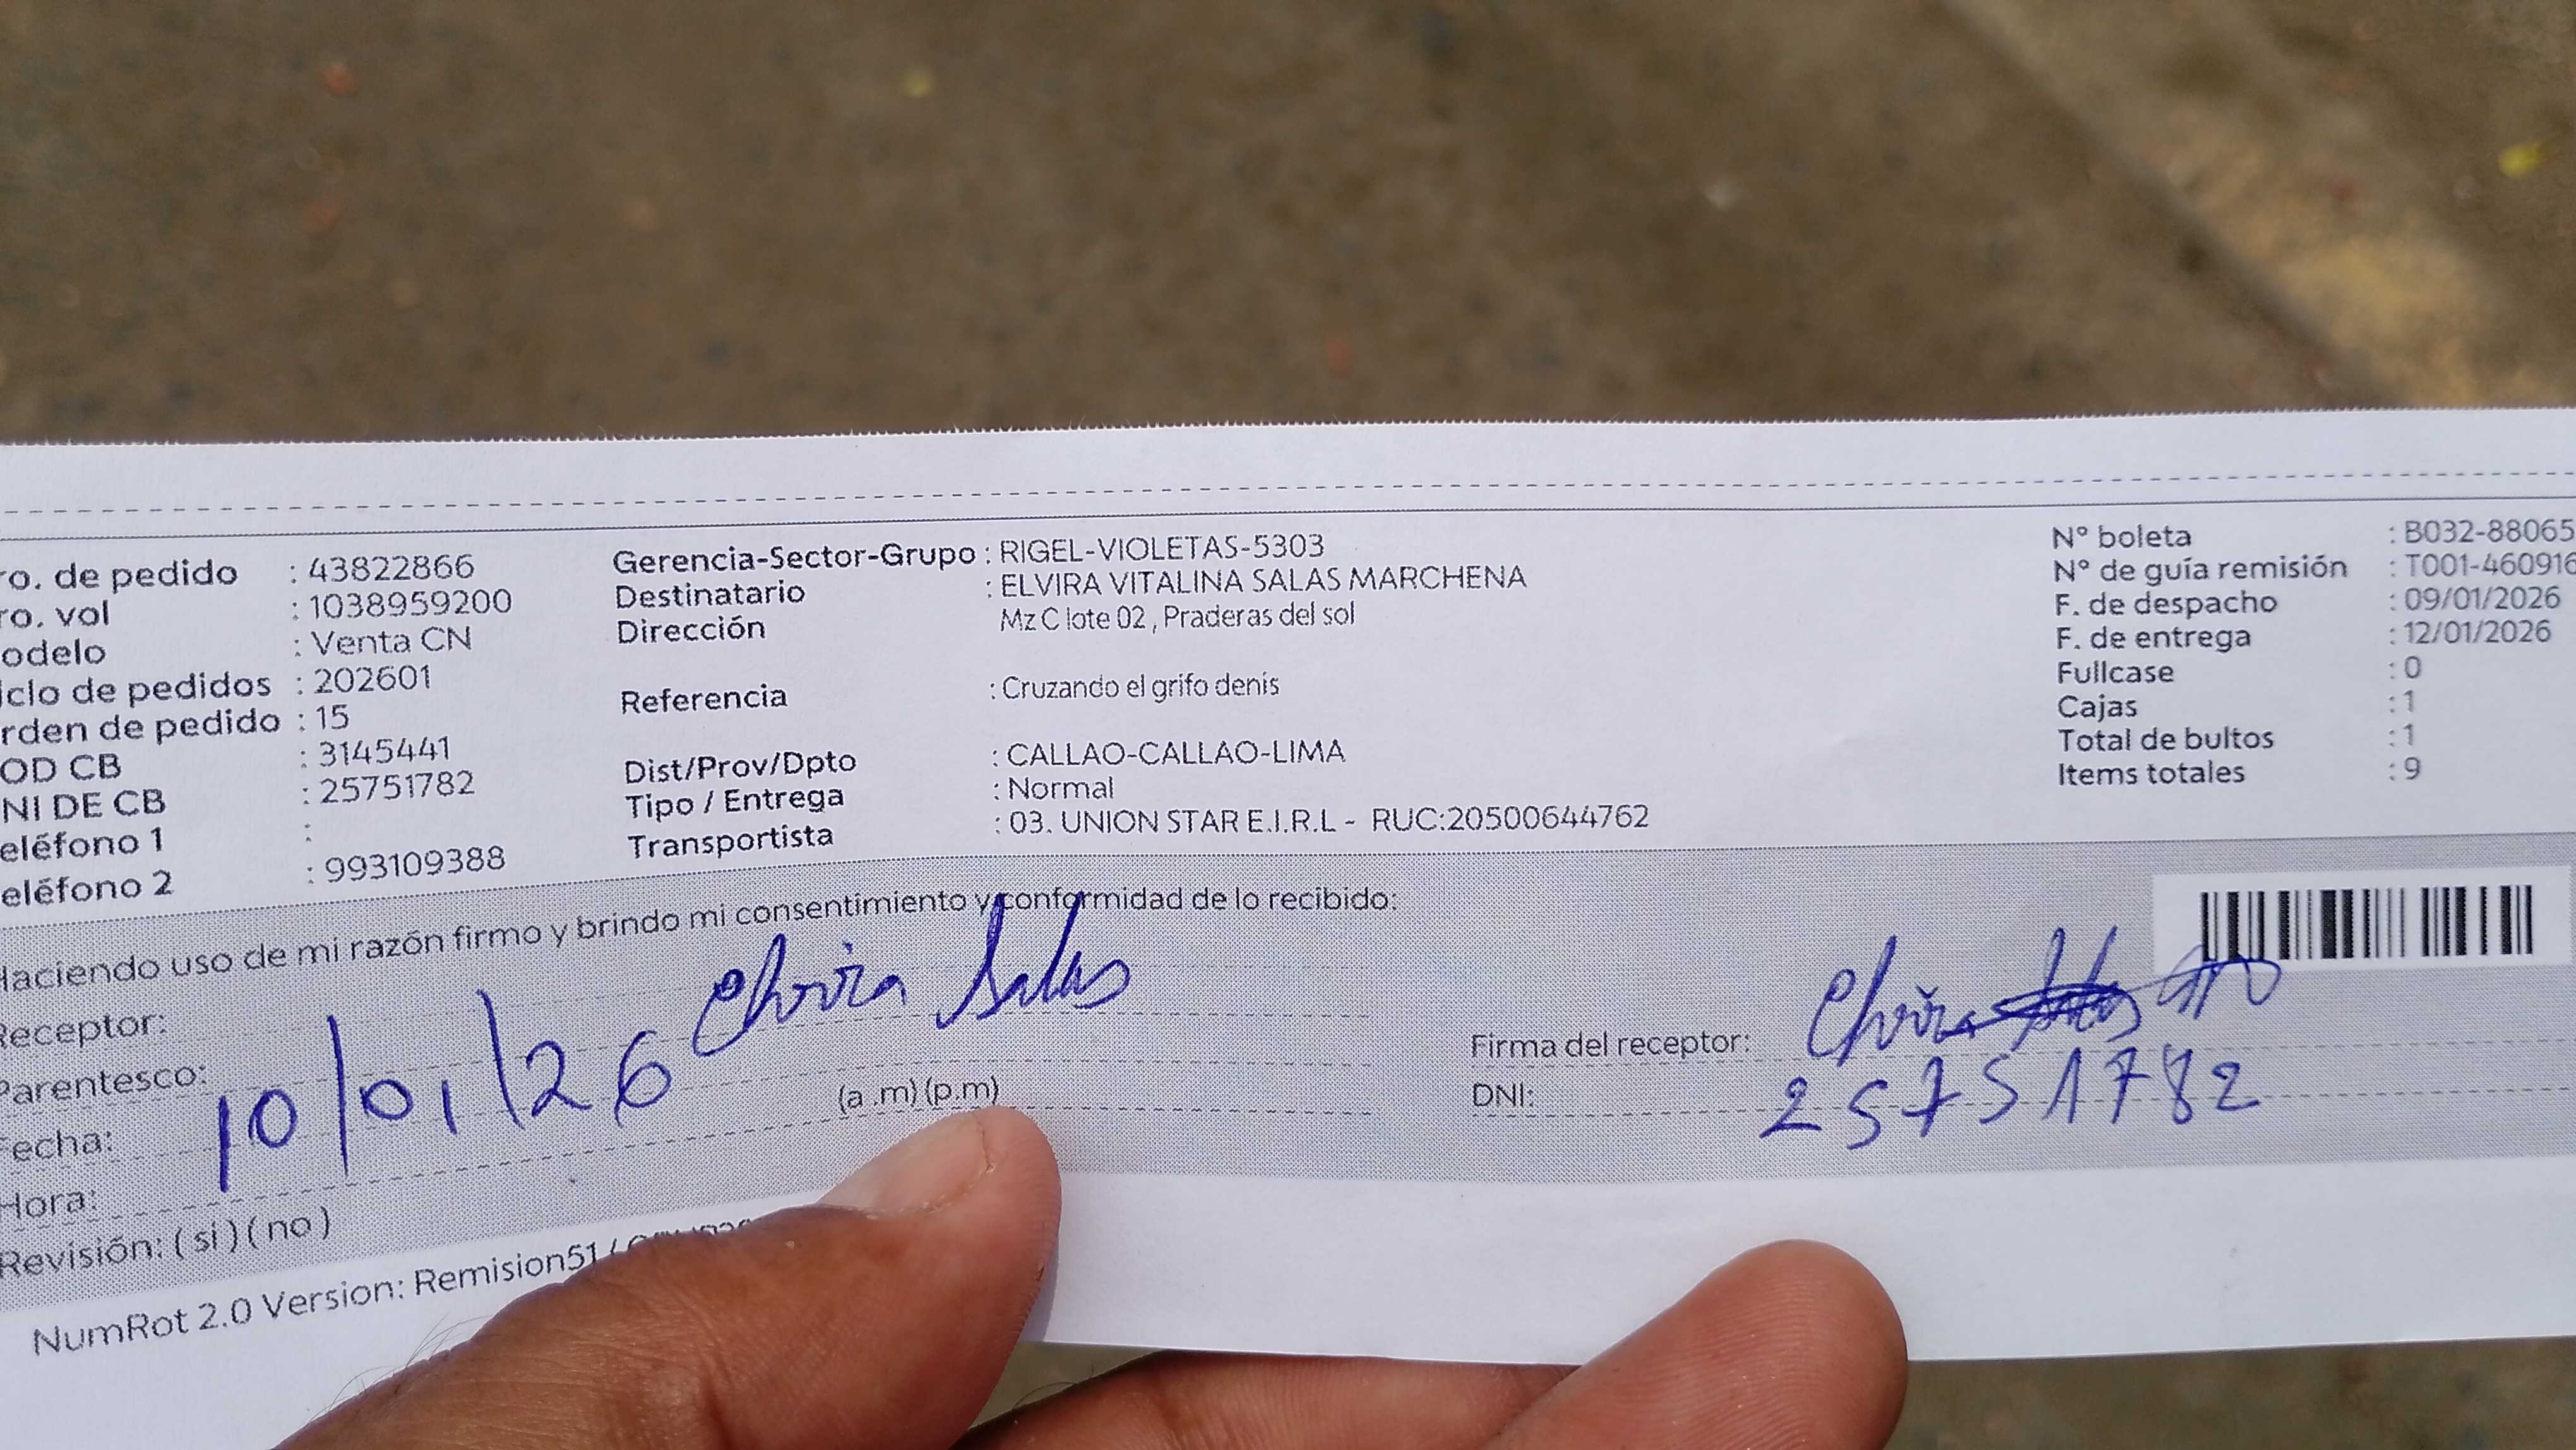 ro. de pedido : 43822866
ro. vol : 1038959200
odelo : Venta CN
iclo de pedidos : 202601
rden de pedido : 15
OD CB : 3145441
NI DE CB : 25751782
eléfono 1 :
eléfono 2 : 993109388
Gerencia-Sector-Grupo : RIGEL-VIOLETAS-5303
Destinatario : ELVIRA VITALINA SALAS MARCHENA
Dirección Mz C lote 02 , Praderas del sol
Referencia : Cruzando el grifo denis
Dist/Prov/Dpto : CALLAO-CALLAO-LIMA
Tipo / Entrega : Normal
Transportista : 03. UNION STAR E.I.R.L - RUC:20500644762
N° boleta : B032-88065
N° de guía remisión : T001-460916
F. de despacho : 09/01/2026
F. de entrega : 12/01/2026
Fullcase : 0
Cajas : 1
Total de bultos : 1
Items totales : 9
Haciendo uso de mi razón firmo y brindo mi consentimiento y conformidad de lo recibido:
Receptor: Elvira Salas
Parentesco:
Fecha: 10/01/26
Hora: (a .m) (p.m)
Revisión: ( si ) ( no )
Firma del receptor: Elvira Salas
DNI: 25751782
NumRot 2.0 Version: Remision51